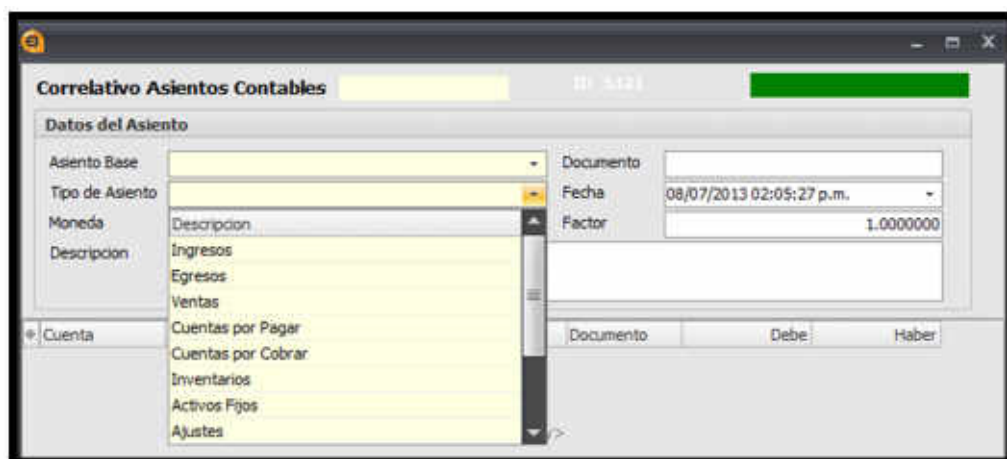 Correlativo Asientos Contables
ID: 5321
Datos del Asiento
Asiento Base
Documento
Tipo de Asiento
Fecha
08/07/2013 02:05:27 p.m.
Moneda
Descripcion
Factor
1.0000000
Descripcion
Ingresos
Egresos
Ventas
Cuentas por Pagar
Cuentas por Cobrar
Inventarios
Activos Fijos
Ajustes
Cuenta
Documento
Debe
Haber
/>